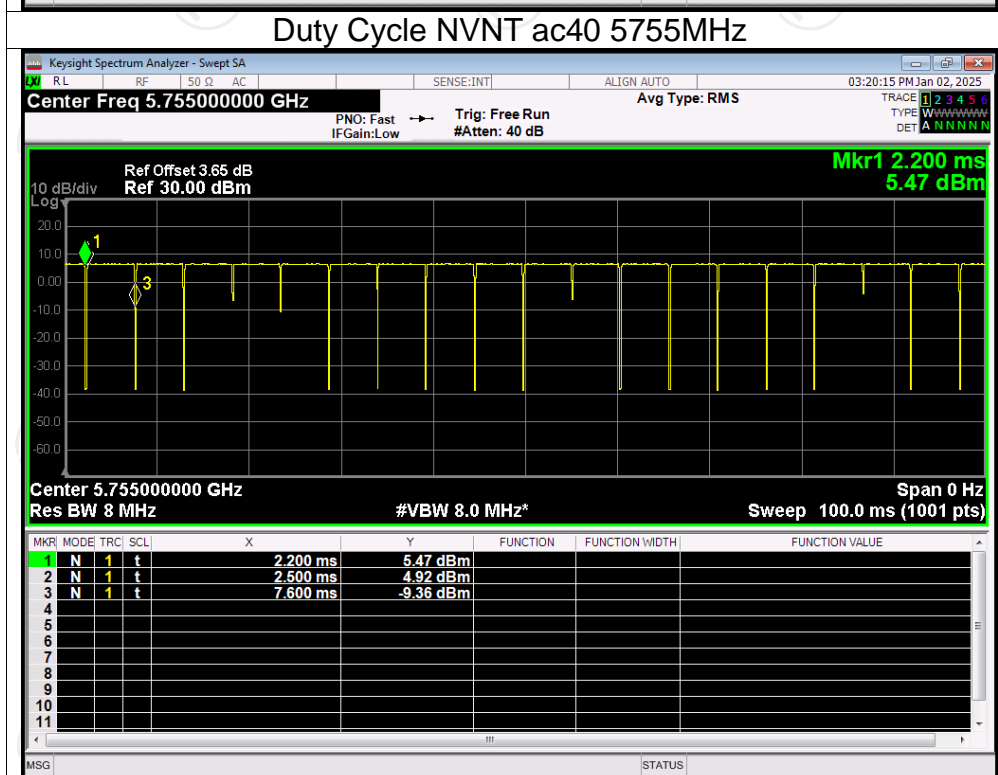 Duty Cycle NVNT ac40 5755MHz
Keysight Spectrum Analyzer - Swept SA
LXI RL RF 50 Ω AC SENSE:INT ALIGN AUTO 03:20:15 PM Jan 02, 2025
Center Freq 5.755000000 GHz Avg Type: RMS TRACE 1 2 3 4 5 6
PNO: Fast Trig: Free Run TYPE WWWWWW
IFGain:Low #Atten: 40 dB DET A N N N N N
Mkr1 2.200 ms
Ref Offset 3.65 dB
10 dB/div Ref 30.00 dBm 5.47 dBm
Log
20.0
1
10.0
0.00
3
-10.0
-20.0
-30.0
-40.0
-50.0
-60.0
Center 5.755000000 GHz Span 0 Hz
Res BW 8 MHz #VBW 8.0 MHz* Sweep 100.0 ms (1001 pts)
MKR MODE TRC SCL X Y FUNCTION FUNCTION WIDTH FUNCTION VALUE
1 N 1 t 2.200 ms 5.47 dBm
2 N 1 t 2.500 ms 4.92 dBm
3 N 1 t 7.600 ms -9.36 dBm
4
5
6
7
8
9
10
11
MSG STATUS